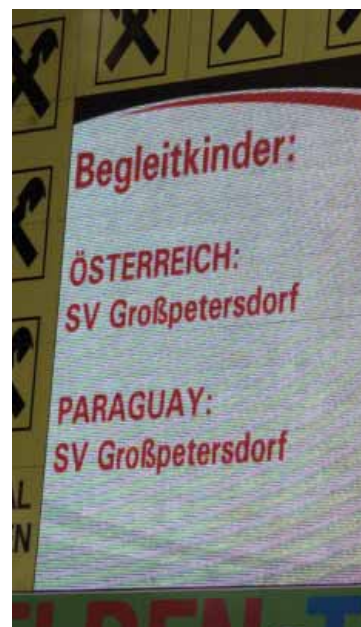 Begleitkinder:
ÖSTERREICH:
SV Großpetersdorf
PARAGUAY:
SV Großpetersdorf